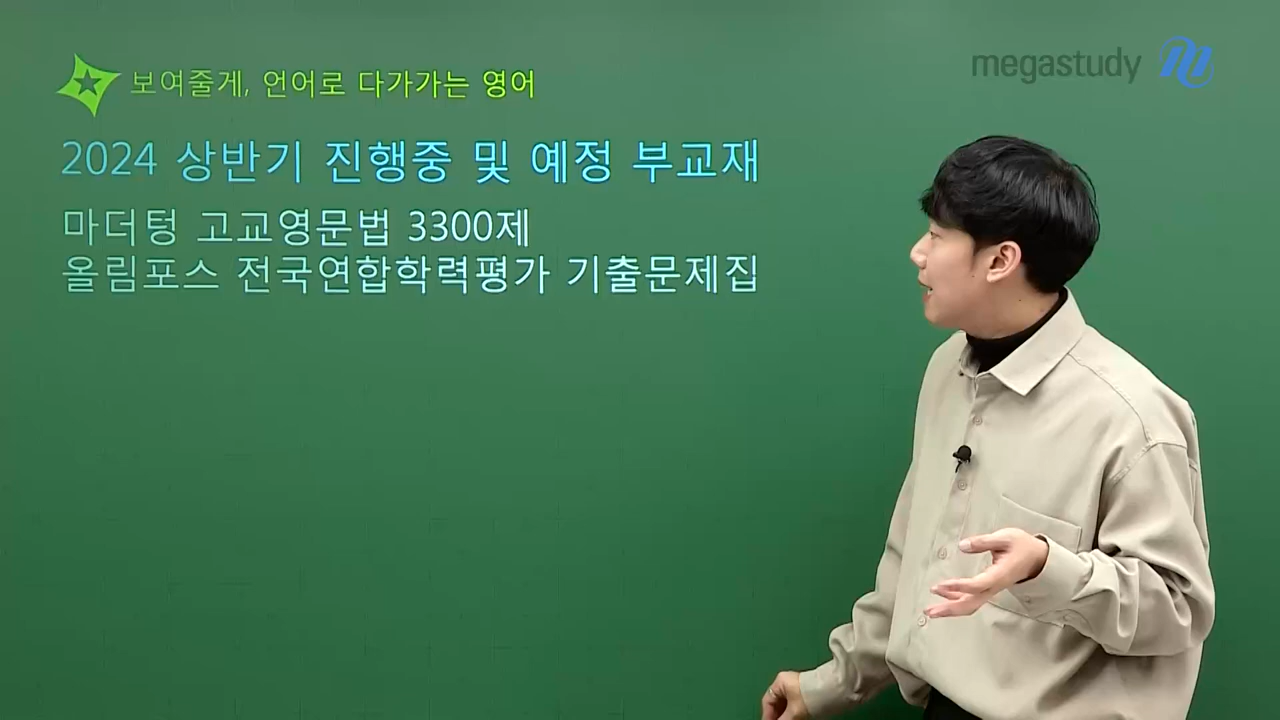 보여줄게, 언어로 다가가는 영어
megastudy
2024 상반기 진행중 및 예정 부교재
마더텅 고교영문법 3300제
올림포스 전국연합학력평가 기출문제집